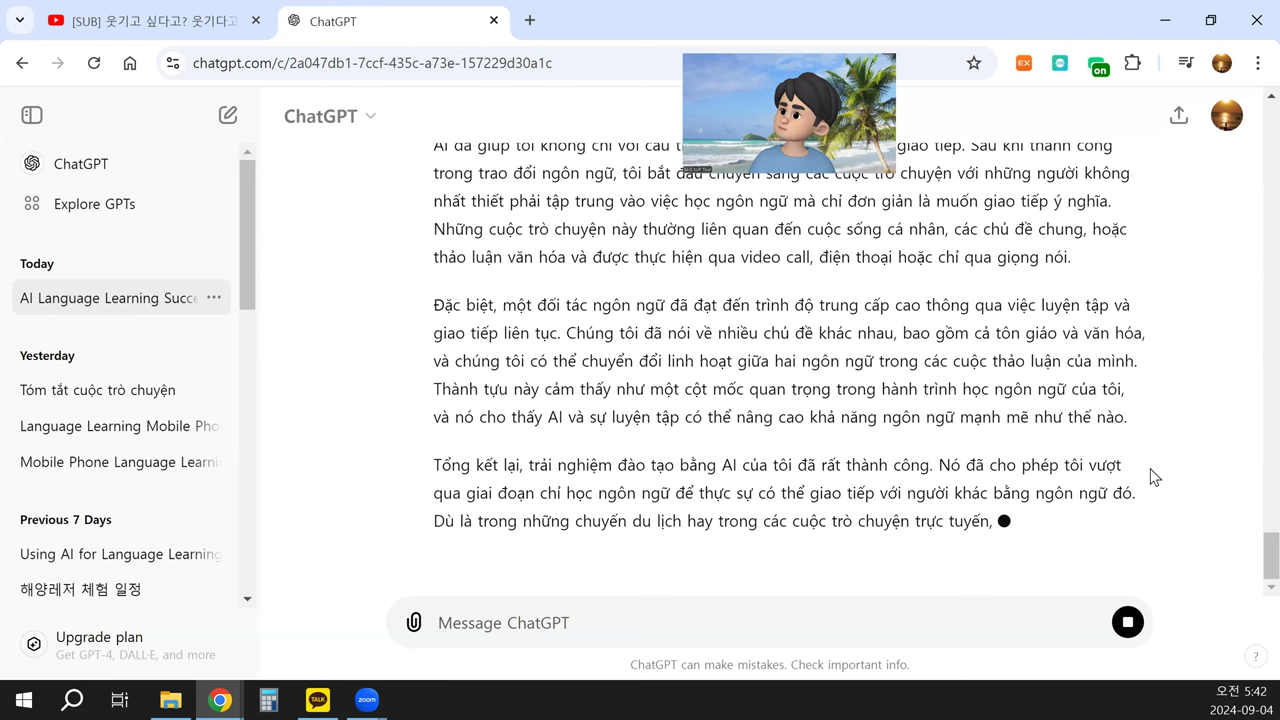 [SUB] 웃기고 싶다고? 웃기다고
ChatGPT
chatgpt.com/c/2a047db1-7ccf-435c-a73e-157229d30a1c
EX
on
ChatGPT
ChatGPT
Explore GPTs
Today
AI Language Learning Succe
Yesterday
Tóm tắt cuộc trò chuyện
Language Learning Mobile Pho
Mobile Phone Language Learni
Previous 7 Days
Using AI for Language Learning
해양레저 체험 일정
Upgrade plan
Get GPT-4, DALL·E, and more
AI đã giúp tôi không chỉ với cấu t giao tiếp. Sau khi thành công
trong trao đổi ngôn ngữ, tôi bắt đầu chuyển sang các cuộc trò chuyện với những người không
nhất thiết phải tập trung vào việc học ngôn ngữ mà chỉ đơn giản là muốn giao tiếp ý nghĩa.
Những cuộc trò chuyện này thường liên quan đến cuộc sống cá nhân, các chủ đề chung, hoặc
thảo luận văn hóa và được thực hiện qua video call, điện thoại hoặc chỉ qua giọng nói.
Đặc biệt, một đối tác ngôn ngữ đã đạt đến trình độ trung cấp cao thông qua việc luyện tập và
giao tiếp liên tục. Chúng tôi đã nói về nhiều chủ đề khác nhau, bao gồm cả tôn giáo và văn hóa,
và chúng tôi có thể chuyển đổi linh hoạt giữa hai ngôn ngữ trong các cuộc thảo luận của mình.
Thành tựu này cảm thấy như một cột mốc quan trọng trong hành trình học ngôn ngữ của tôi,
và nó cho thấy AI và sự luyện tập có thể nâng cao khả năng ngôn ngữ mạnh mẽ như thế nào.
Tổng kết lại, trải nghiệm đào tạo bằng AI của tôi đã rất thành công. Nó đã cho phép tôi vượt
qua giai đoạn chỉ học ngôn ngữ để thực sự có thể giao tiếp với người khác bằng ngôn ngữ đó.
Dù là trong những chuyến du lịch hay trong các cuộc trò chuyện trực tuyến,
Message ChatGPT
ChatGPT can make mistakes. Check important info.
?
TALK
zoom
오전 5:42
2024-09-04